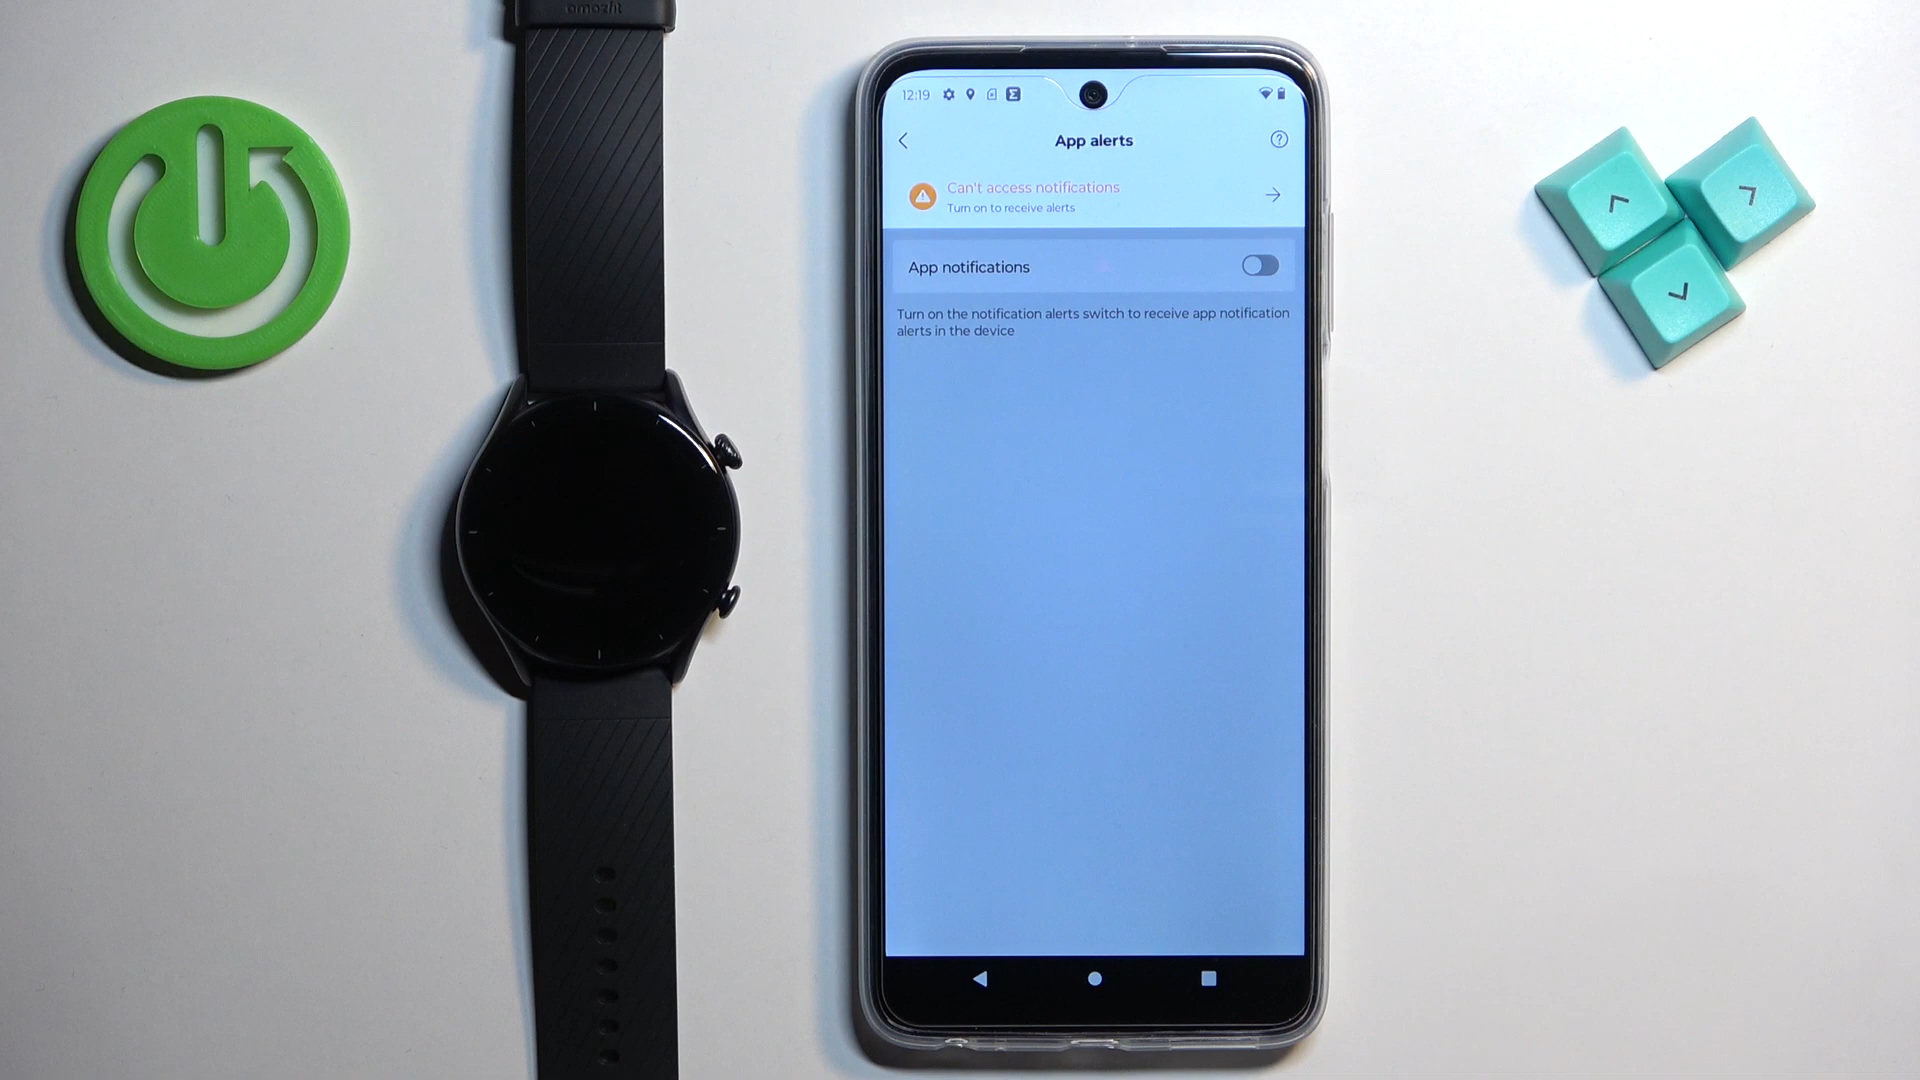 amazfit
12:19
App alerts
Can't access notifications
Turn on to receive alerts
App notifications
Turn on the notification alerts switch to receive app notification
alerts in the device